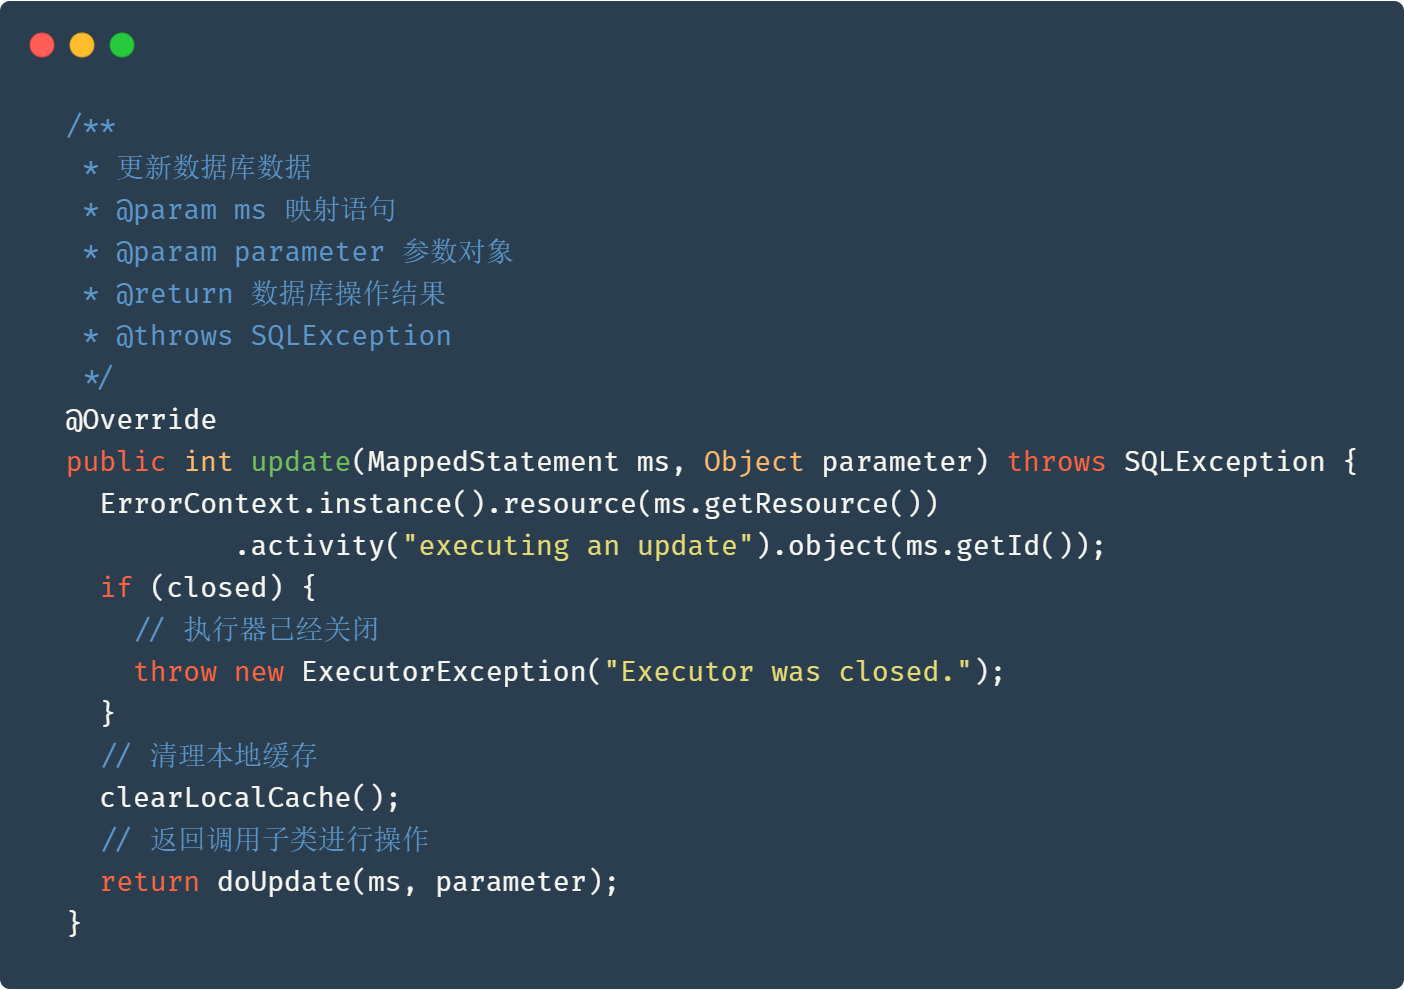 /**
 * 更新数据库数据
 * @param ms 映射语句
 * @param parameter 参数对象
 * @return 数据库操作结果
 * @throws SQLException
 */
@Override
public int update(MappedStatement ms, Object parameter) throws SQLException {
  ErrorContext.instance().resource(ms.getResource())
          .activity("executing an update").object(ms.getId());
  if (closed) {
    // 执行器已经关闭
    throw new ExecutorException("Executor was closed.");
  }
  // 清理本地缓存
  clearLocalCache();
  // 返回调用子类进行操作
  return doUpdate(ms, parameter);
}